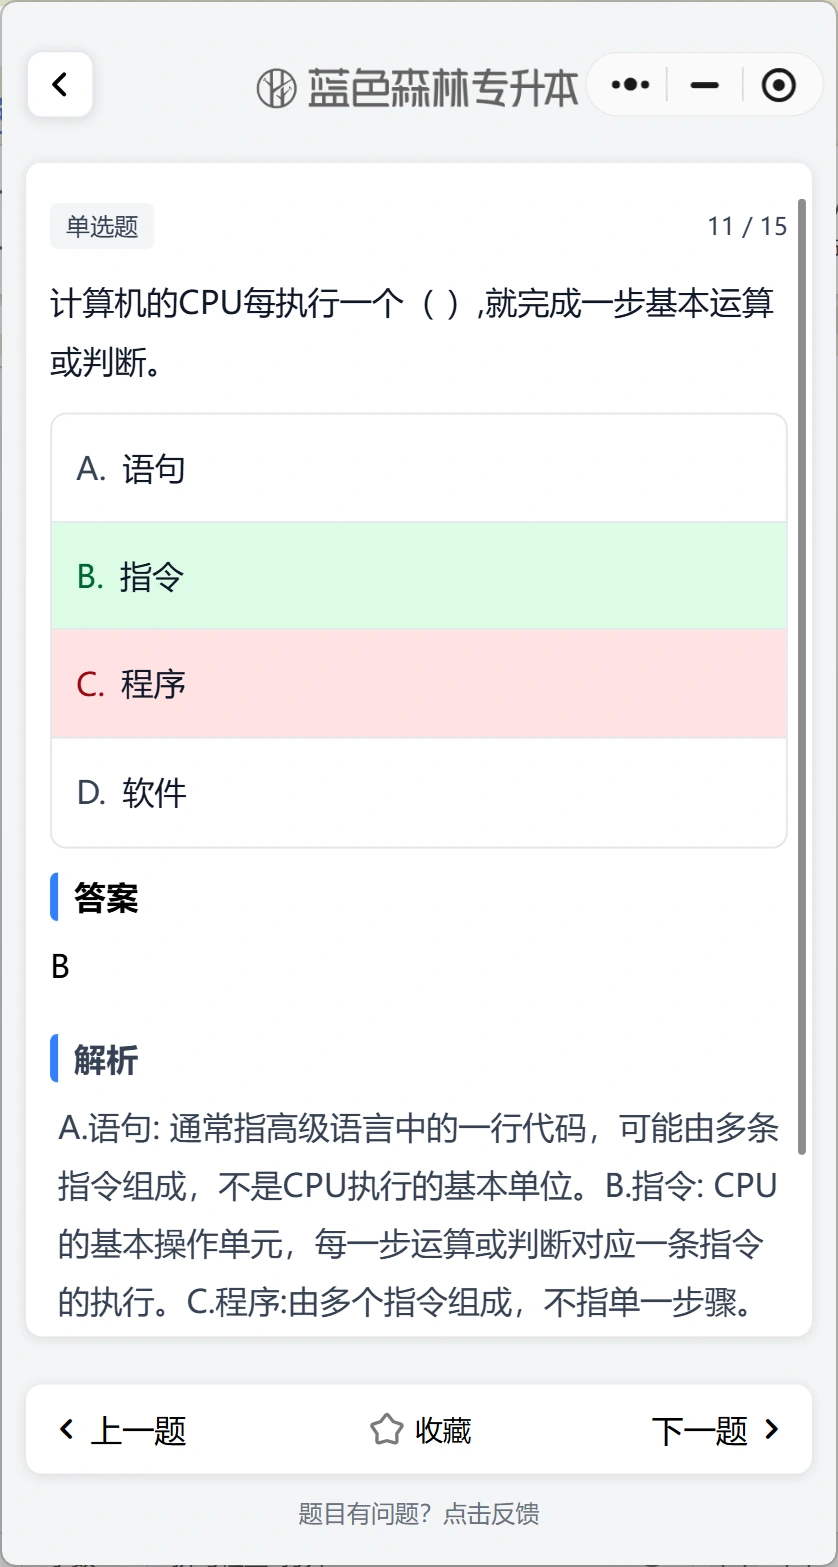 蓝色森林专升本
单选题
11 / 15
计算机的CPU每执行一个（ ）,就完成一步基本运算
或判断。
A. 语句
B. 指令
C. 程序
D. 软件
答案
B
解析
A.语句: 通常指高级语言中的一行代码，可能由多条
指令组成，不是CPU执行的基本单位。B.指令: CPU
的基本操作单元，每一步运算或判断对应一条指令
的执行。C.程序:由多个指令组成，不指单一步骤。
上一题
收藏
下一题
题目有问题？点击反馈